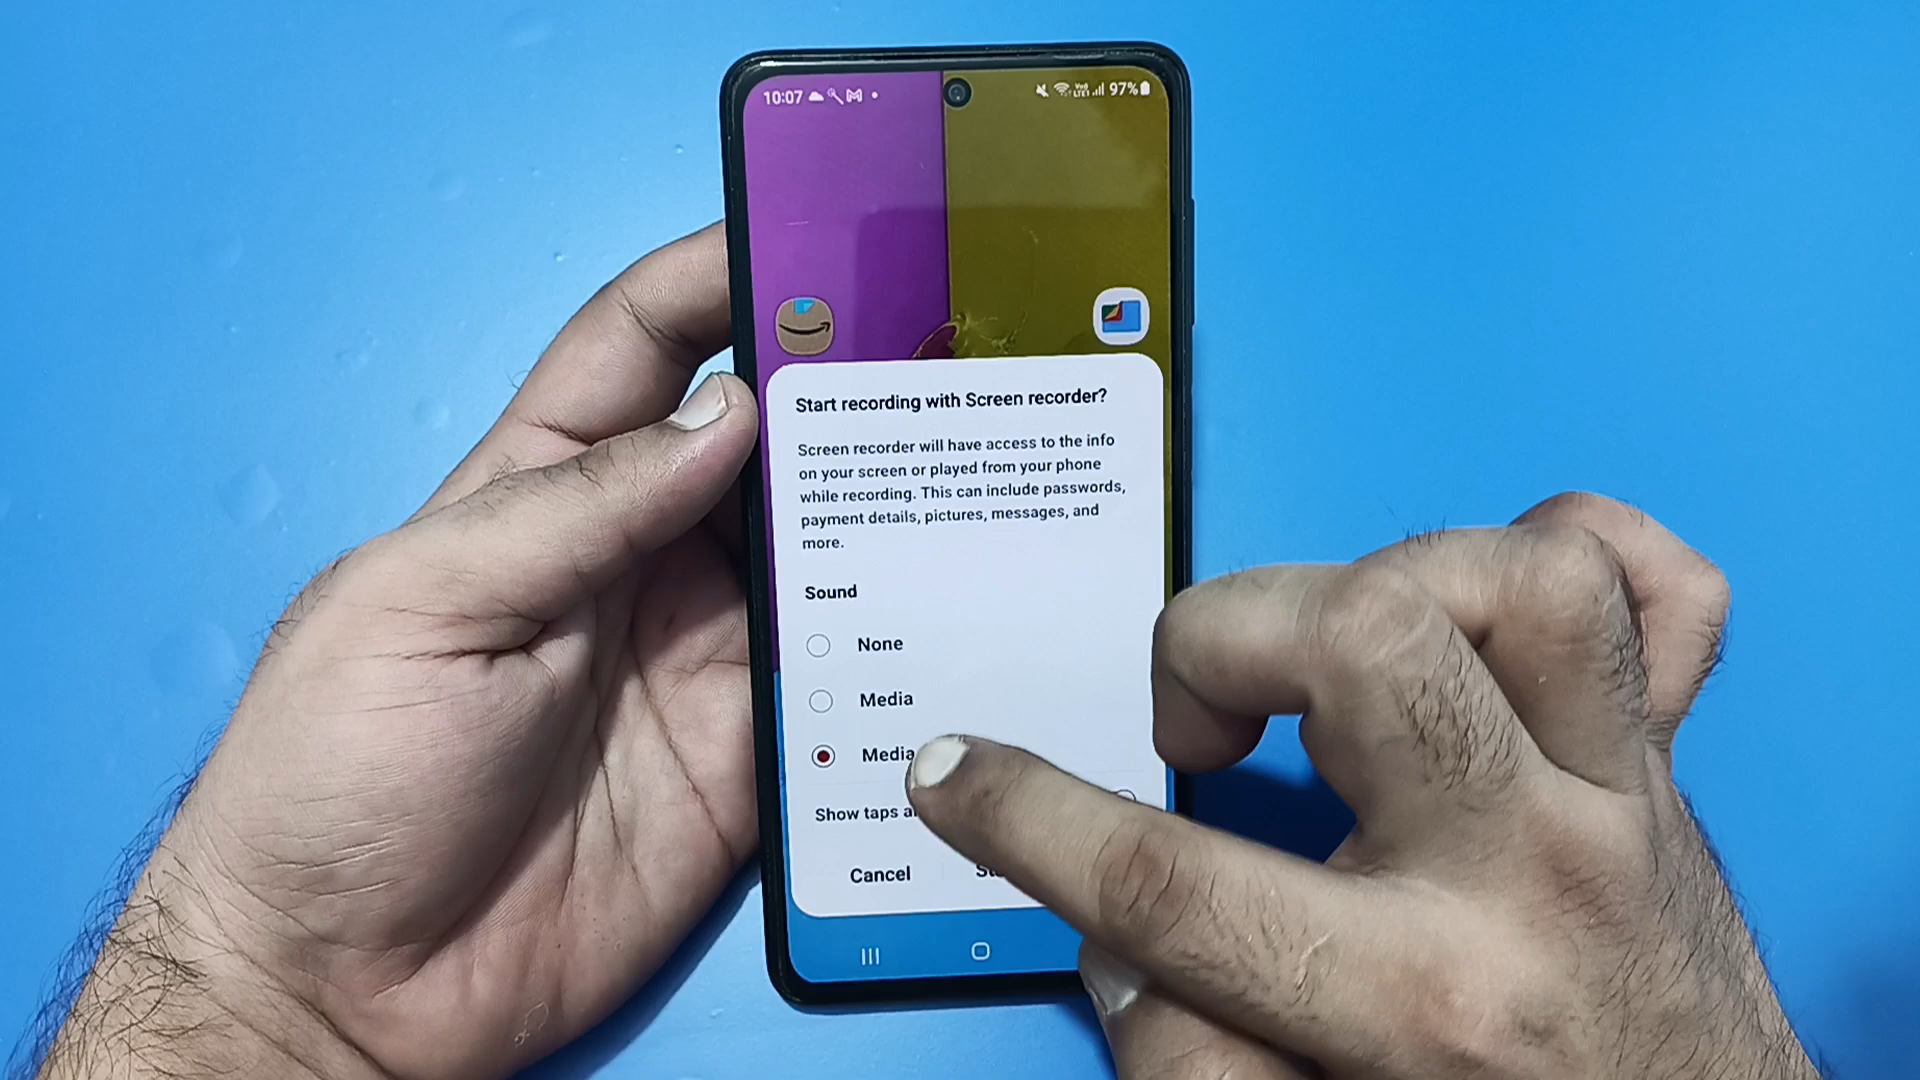 10:07
97%
Start recording with Screen recorder?
Screen recorder will have access to the info
on your screen or played from your phone
while recording. This can include passwords,
payment details, pictures, messages, and
more.
Sound
None
Media
Media
Show taps
Cancel